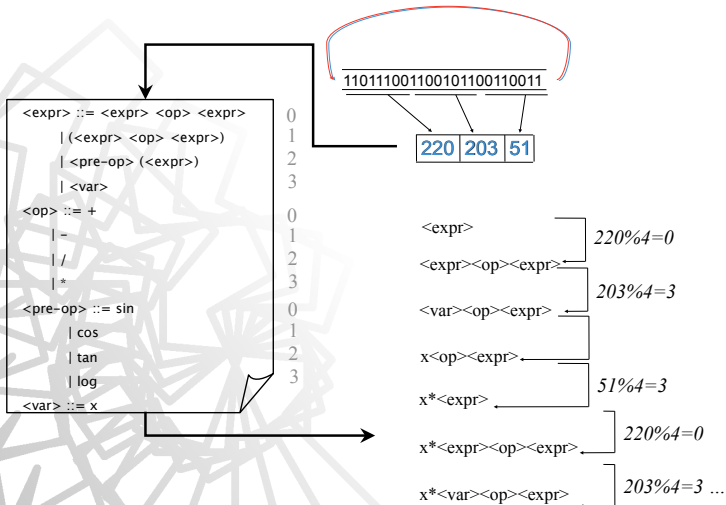 110111001100101100110011
220 203 51
<expr> ::= <expr> <op> <expr> 0
| (<expr> <op> <expr>) 1
| <pre-op> (<expr>) 2
| <var> 3
<op> ::= + 0
| - 1
| / 2
| * 3
<pre-op> ::= sin 0
| cos 1
| tan 2
| log 3
<var> ::= x
<expr>
220%4=0
<expr><op><expr>
203%4=3
<var><op><expr>
x<op><expr>
51%4=3
x*<expr>
220%4=0
x*<expr><op><expr>
203%4=3 ...
x*<var><op><expr>